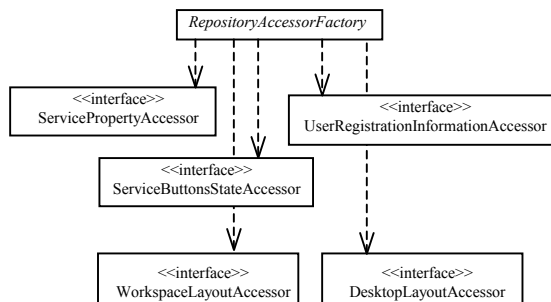 RepositoryAccessorFactory
<<interface>>
ServicePropertyAccessor
<<interface>>
UserRegistrationInformationAccessor
<<interface>>
ServiceButtonsStateAccessor
<<interface>>
WorkspaceLayoutAccessor
<<interface>>
DesktopLayoutAccessor